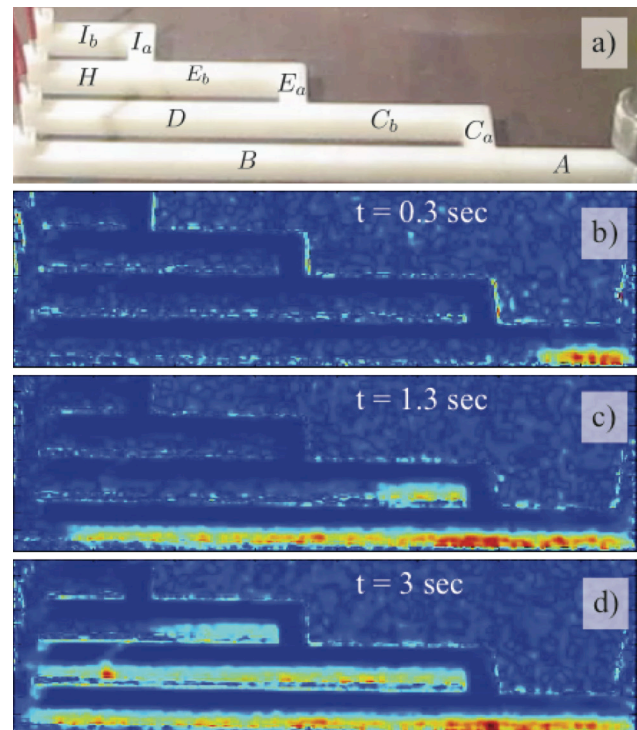 I_b I_a a)
H E_b E_a
D C_b C_a
B A
t = 0.3 sec b)
t = 1.3 sec c)
t = 3 sec d)